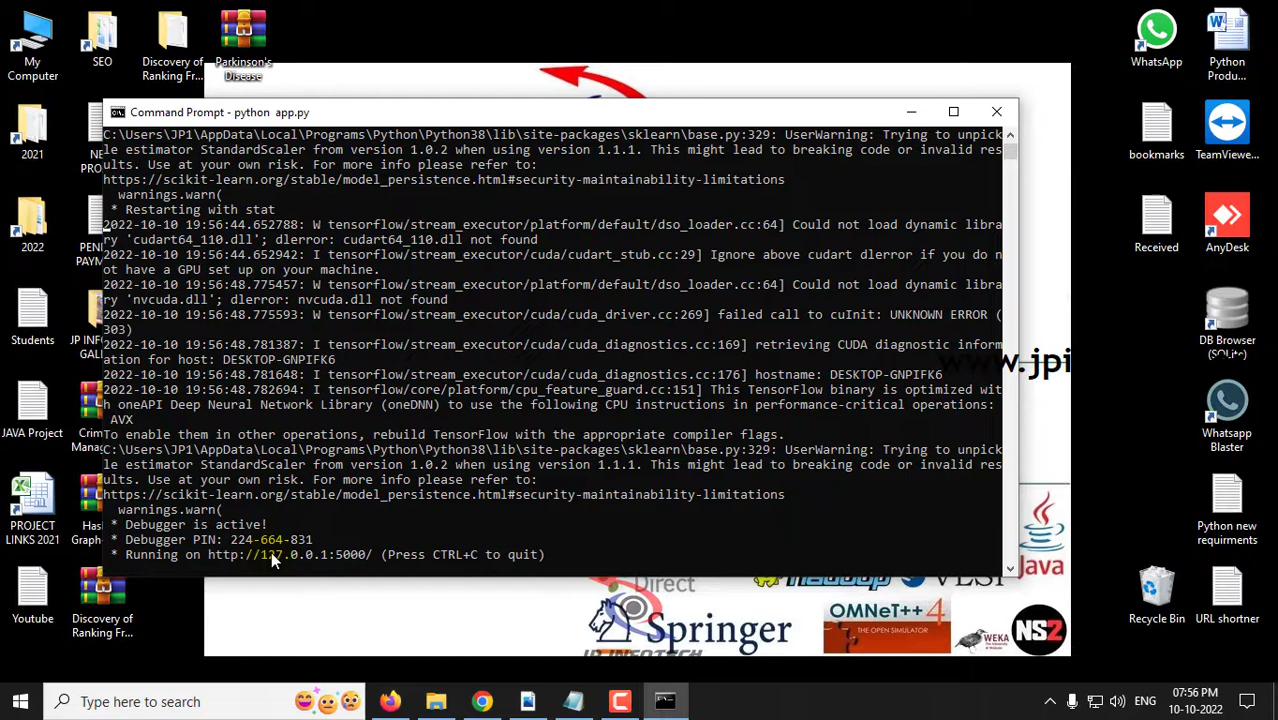 My Computer
SEO
Discovery of Ranking Fr...
Parkinson's Disease
WhatsApp
Python Produ...
2021
bookmarks
TeamViewe...
2022
Received
AnyDesk
Students
DB Browser (SQLite)
JAVA Project
Whatsapp Blaster
PROJECT LINKS 2021
Python new requirments
Youtube
Discovery of Ranking Fr...
Recycle Bin
URL shortner
Command Prompt - python  app.py
C:\Users\JP1\AppData\Local\Programs\Python\Python38\lib\site-packages\sklearn\base.py:329: UserWarning: Trying to unpick
le estimator StandardScaler from version 1.0.2 when using version 1.1.1. This might lead to breaking code or invalid res
ults. Use at your own risk. For more info please refer to:
https://scikit-learn.org/stable/model_persistence.html#security-maintainability-limitations
warnings.warn(
* Restarting with stat
2022-10-10 19:56:44.652788: W tensorflow/stream_executor/platform/default/dso_loader.cc:64] Could not load dynamic libra
ry 'cudart64_110.dll'; dlerror: cudart64_110.dll not found
2022-10-10 19:56:44.652942: I tensorflow/stream_executor/cuda/cudart_stub.cc:29] Ignore above cudart dlerror if you do n
ot have a GPU set up on your machine.
2022-10-10 19:56:48.775457: W tensorflow/stream_executor/platform/default/dso_loader.cc:64] Could not load dynamic libra
ry 'nvcuda.dll'; dlerror: nvcuda.dll not found
2022-10-10 19:56:48.775593: W tensorflow/stream_executor/cuda/cuda_driver.cc:269] failed call to cuInit: UNKNOWN ERROR (
303)
2022-10-10 19:56:48.781387: I tensorflow/stream_executor/cuda/cuda_diagnostics.cc:169] retrieving CUDA diagnostic inform
ation for host: DESKTOP-GNPIFK6
2022-10-10 19:56:48.781648: I tensorflow/stream_executor/cuda/cuda_diagnostics.cc:176] hostname: DESKTOP-GNPIFK6
2022-10-10 19:56:48.782694: I tensorflow/core/platform/cpu_feature_guard.cc:151] This TensorFlow binary is optimized wit
h oneAPI Deep Neural Network Library (oneDNN) to use the following CPU instructions in performance-critical operations:
AVX
To enable them in other operations, rebuild TensorFlow with the appropriate compiler flags.
C:\Users\JP1\AppData\Local\Programs\Python\Python38\lib\site-packages\sklearn\base.py:329: UserWarning: Trying to unpick
le estimator StandardScaler from version 1.0.2 when using version 1.1.1. This might lead to breaking code or invalid res
ults. Use at your own risk. For more info please refer to:
https://scikit-learn.org/stable/model_persistence.html#security-maintainability-limitations
warnings.warn(
* Debugger is active!
* Debugger PIN: 224-664-831
* Running on http://127.0.0.1:5000/ (Press CTRL+C to quit)
www.jpi
Java
Direct
Springer
OMNeT++ 4
THE OPEN SIMULATOR
WEKA
NS2
JP INFOTECH
Type here to search
ENG
07:56 PM
10-10-2022